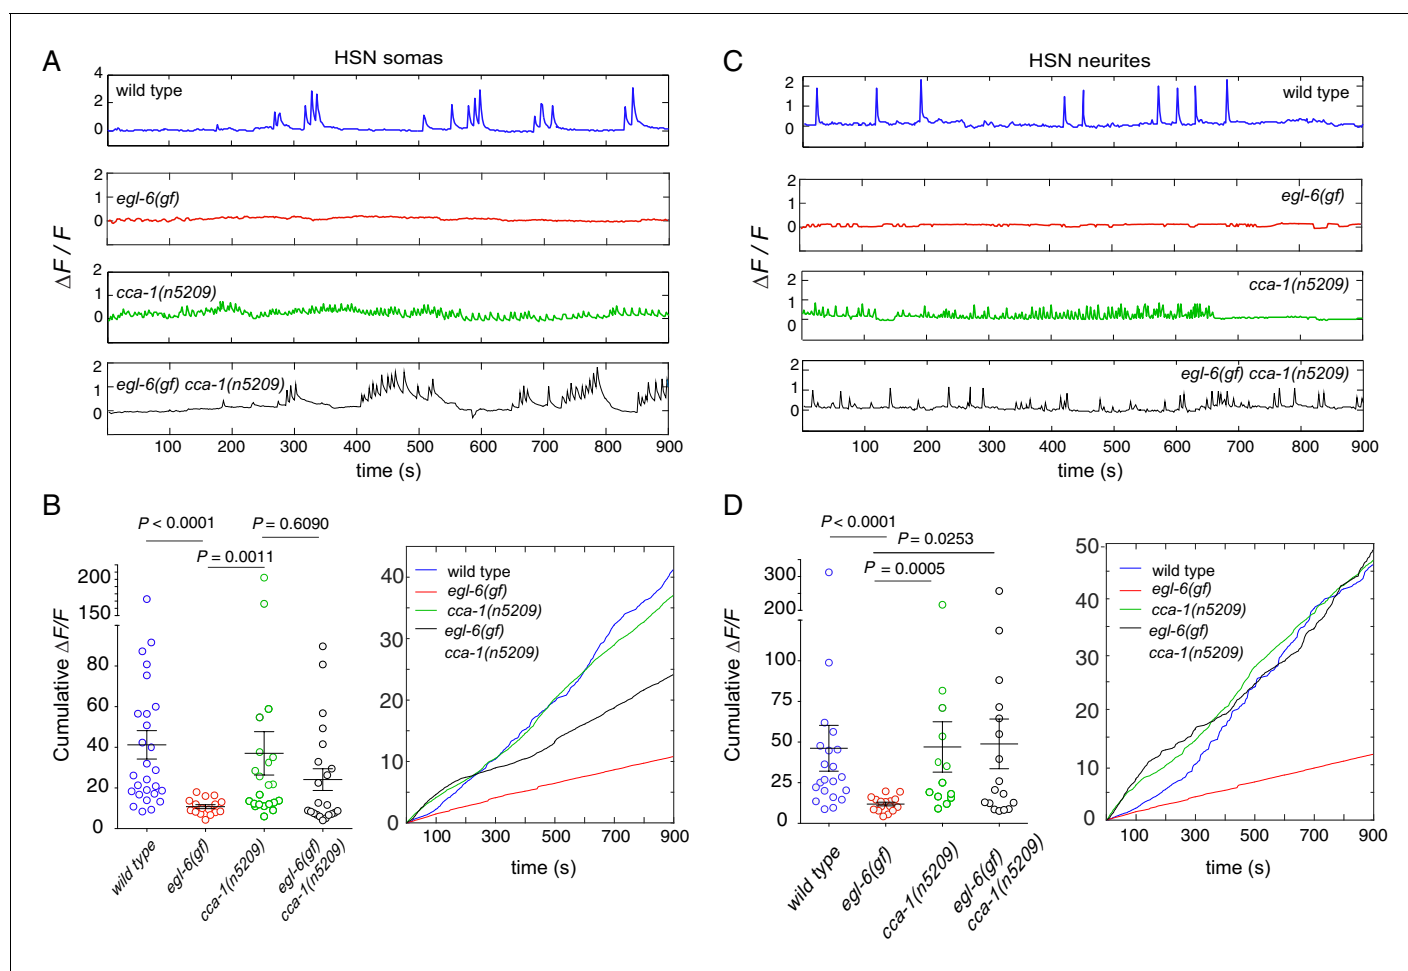 A
HSN somas
ΔF / F
4
2
0
wild type
2
1
0
egl-6(gf)
2
1
0
cca-1(n5209)
2
1
0
egl-6(gf) cca-1(n5209)
100 200 300 400 500 600 700 800 900
time (s)
C
HSN neurites
ΔF / F
2
1
0
wild type
2
1
0
egl-6(gf)
2
1
0
cca-1(n5209)
2
1
0
egl-6(gf) cca-1(n5209)
100 200 300 400 500 600 700 800 900
time (s)
B
P < 0.0001
P = 0.6090
P = 0.0011
Cumulative ΔF/F
200
150
80
60
40
20
0
wild type
egl-6(gf)
cca-1(n5209)
egl-6(gf)
cca-1(n5209)
40
30
20
10
0
wild type
egl-6(gf)
cca-1(n5209)
egl-6(gf)
cca-1(n5209)
100 300 500 700 900
time (s)
D
P < 0.0001
P = 0.0253
P = 0.0005
Cumulative ΔF/F
300
200
100
75
50
25
0
wild type
egl-6(gf)
cca-1(n5209)
egl-6(gf)
cca-1(n5209)
50
40
30
20
10
0
wild type
egl-6(gf)
cca-1(n5209)
egl-6(gf)
cca-1(n5209)
100 300 500 700 900
time (s)